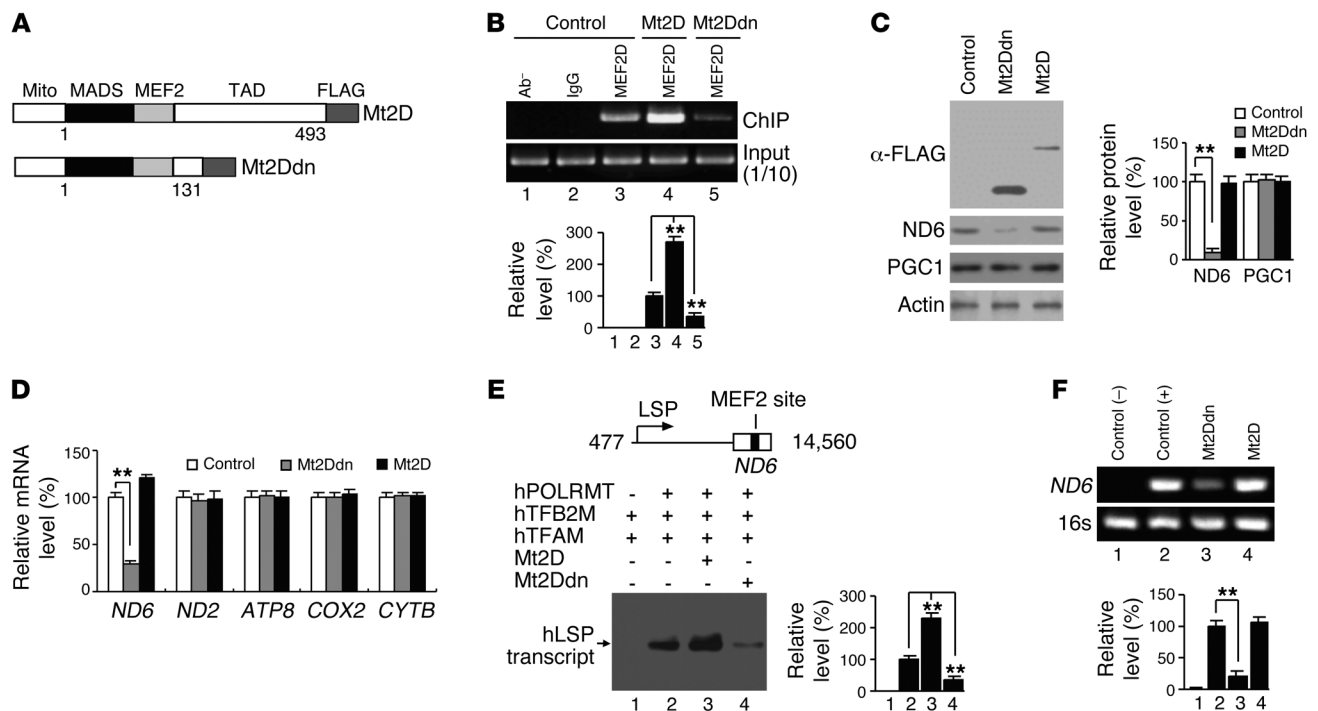 A
Mito MADS MEF2 TAD FLAG
Mt2D
1 493
Mt2Ddn
1 131
B
Control Mt2D Mt2Ddn
Ab⁻ IgG MEF2D MEF2D MEF2D
ChIP
Input
(1/10)
1 2 3 4 5
Relative
level (%)
300
200
100
0
**
**
1 2 3 4 5
C
Control Mt2Ddn Mt2D
α-FLAG
ND6
PGC1
Actin
Relative protein
level (%)
150
100
50
0
Control
Mt2Ddn
Mt2D
**
ND6 PGC1
D
Relative mRNA
level (%)
150
100
50
0
Control Mt2Ddn Mt2D
**
ND6 ND2 ATP8 COX2 CYTB
E
MEF2 site
LSP
477 14,560
ND6
hPOLRMT - + + +
hTFB2M + + + +
hTFAM + + + +
Mt2D - - + -
Mt2Ddn - - - +
hLSP
transcript
1 2 3 4
Relative
level (%)
300
200
100
0
**
**
1 2 3 4
F
Control (–) Control (+) Mt2Ddn Mt2D
ND6
16s
1 2 3 4
Relative
level (%)
150
100
50
0
**
1 2 3 4